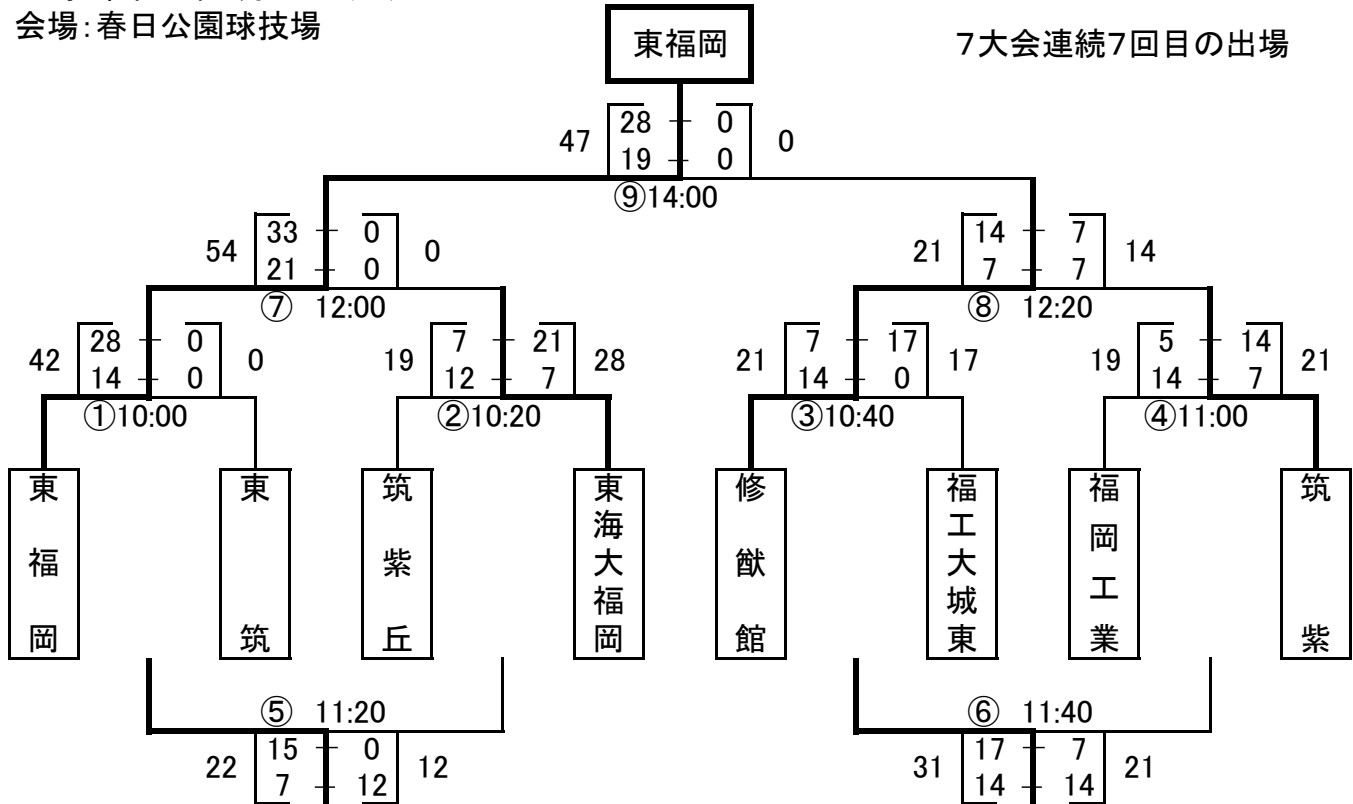 会場:春日公園球技場
東福岡
7大会連続7回目の出場
47 28 0 0
19 0
⑨14:00
54 33 0 0
21 0
⑦ 12:00
21 14 7 14
7 7
⑧ 12:20
42 28 0 0
14 0
①10:00
19 7 21 28
12 7
②10:20
21 7 17 17
14 0
③10:40
19 5 14 21
14 7
④11:00
東福岡
東筑
筑紫丘
東海大福岡
修猷館
福工大城東
福岡工業
筑紫
⑤ 11:20
22 15 0 12
7 12
⑥ 11:40
31 17 7 21
14 14